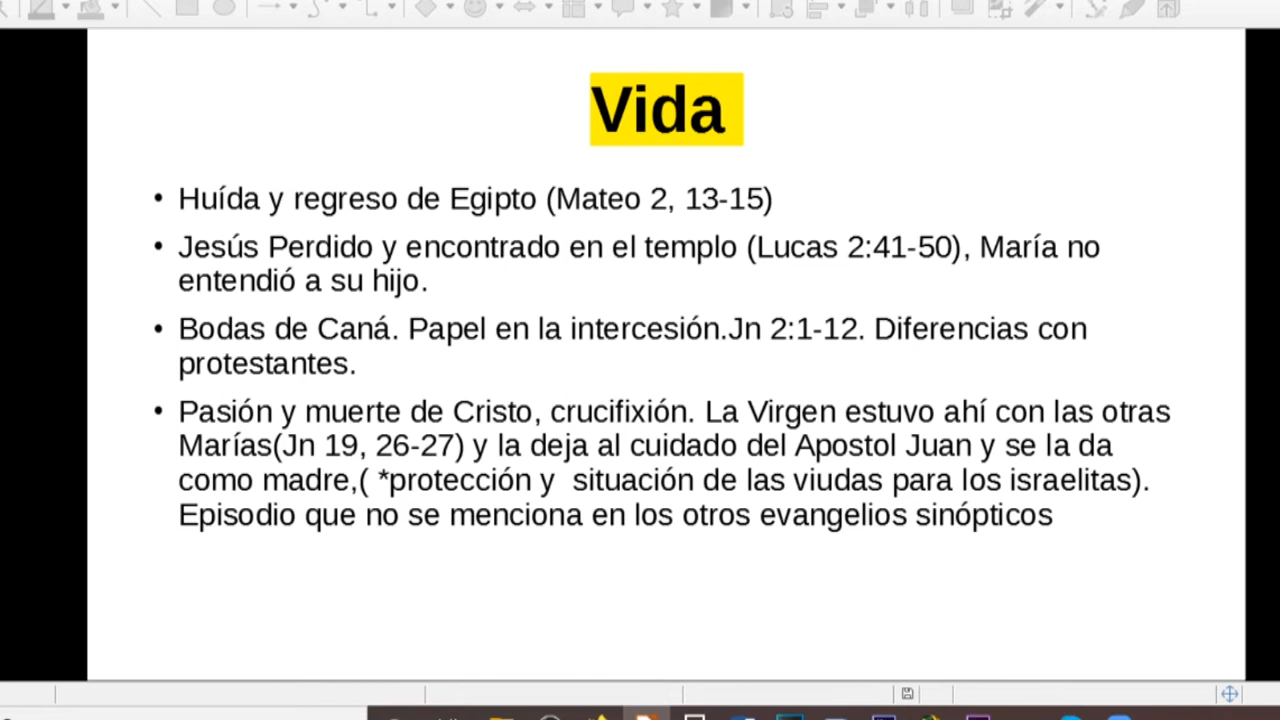 Vida
• Huída y regreso de Egipto (Mateo 2, 13-15)
• Jesús Perdido y encontrado en el templo (Lucas 2:41-50), María no
entendió a su hijo.
• Bodas de Caná. Papel en la intercesión.Jn 2:1-12. Diferencias con
protestantes.
• Pasión y muerte de Cristo, crucifixión. La Virgen estuvo ahí con las otras
Marías(Jn 19, 26-27) y la deja al cuidado del Apostol Juan y se la da
como madre,( *protección y  situación de las viudas para los israelitas).
Episodio que no se menciona en los otros evangelios sinópticos